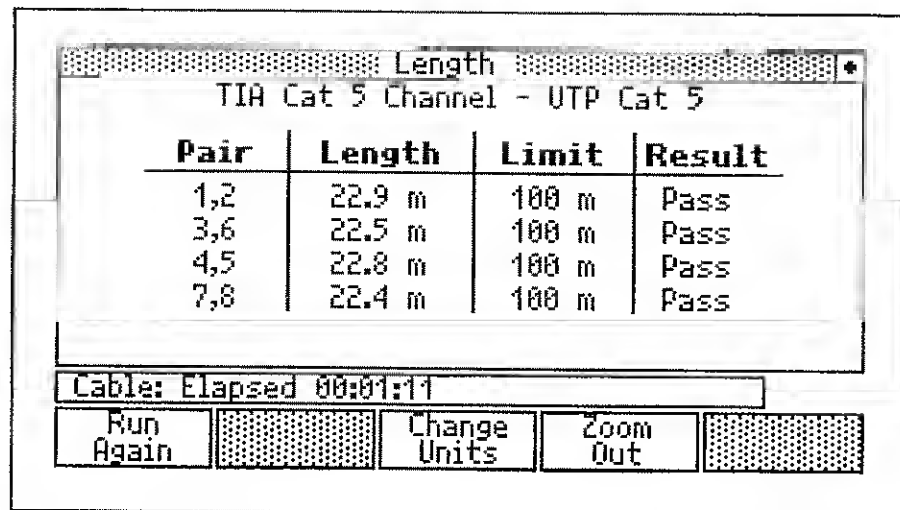 Length
TIA Cat 5 Channel - UTP Cat 5
Pair Length Limit Result
1,2 22.9 m 100 m Pass
3,6 22.5 m 100 m Pass
4,5 22.8 m 100 m Pass
7,8 22.4 m 100 m Pass
Cable: Elapsed 00:01:11
Run Again
Change Units
Zoom Out